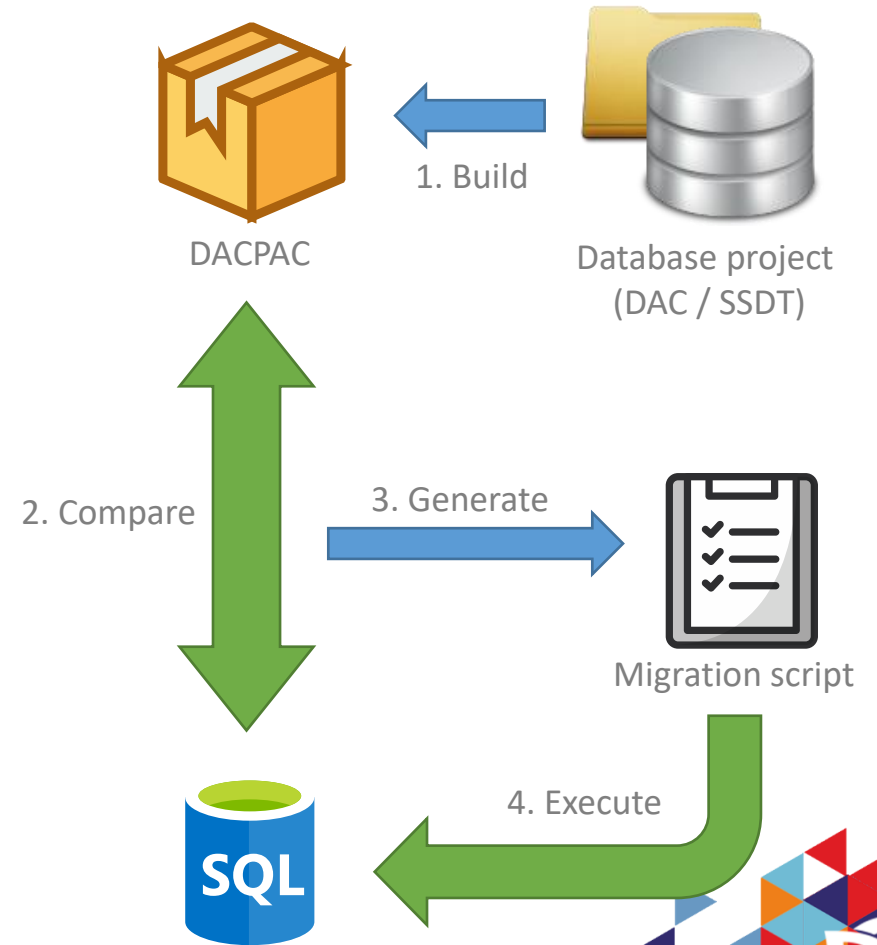 1. Build
DACPAC
Database project
(DAC / SSDT)
2. Compare
3. Generate
Migration script
4. Execute
SQL